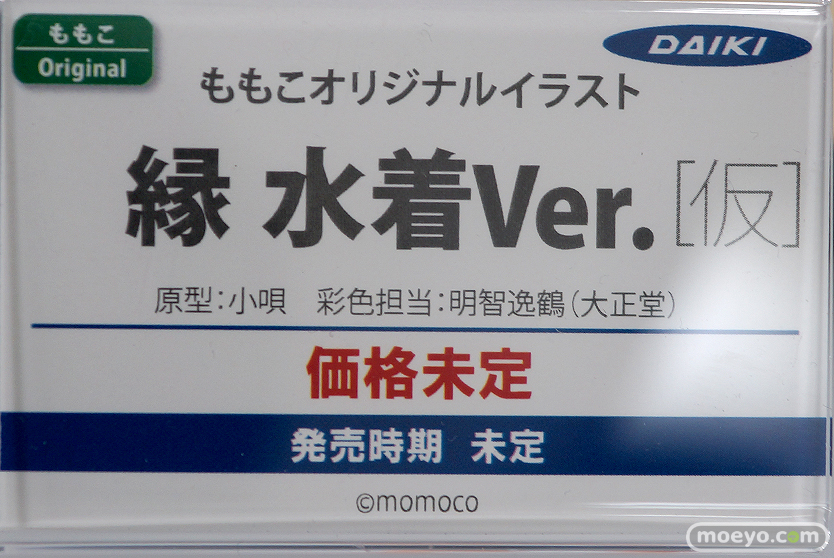 ももこ
Original
DAIKI
ももこオリジナルイラスト
縁 水着Ver.[仮]
原型：小唄　彩色担当：明智逸鶴（大正堂）
価格未定
発売時期 未定
©momoco
moeyo.com